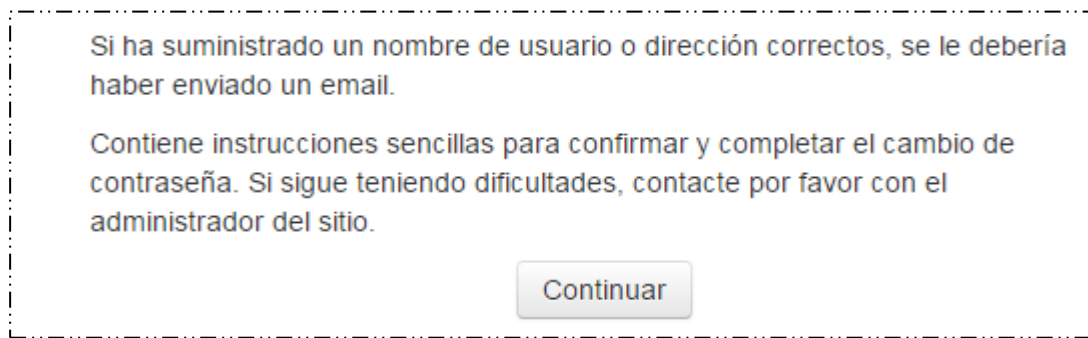 Si ha suministrado un nombre de usuario o dirección correctos, se le debería
haber enviado un email.
Contiene instrucciones sencillas para confirmar y completar el cambio de
contraseña. Si sigue teniendo dificultades, contacte por favor con el
administrador del sitio.
Continuar